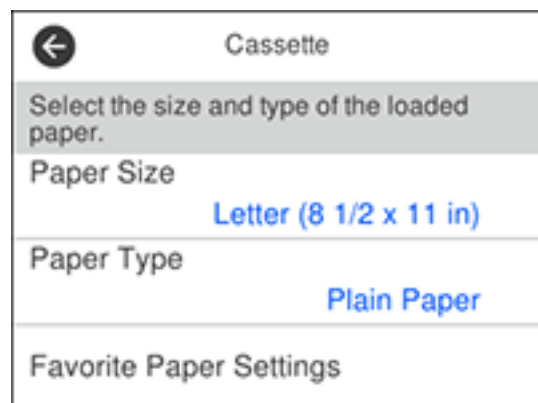 Cassette
Select the size and type of the loaded
paper.
Paper Size
Letter (8 1/2 x 11 in)
Paper Type
Plain Paper
Favorite Paper Settings